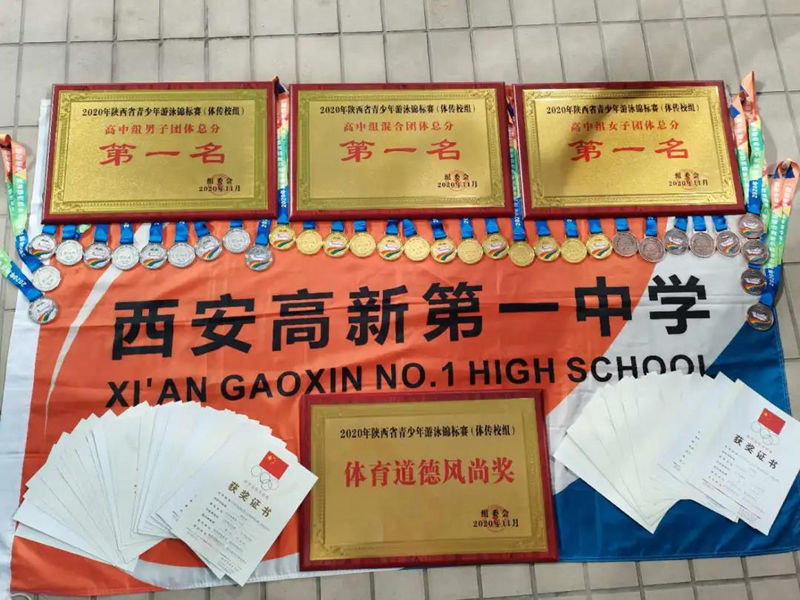 2020年陕西省青少年游泳锦标赛(体传校组)
高中组男子团体总分
第一名
组委会
2020年11月
2020年陕西省青少年游泳锦标赛(体传校组)
高中组混合团体总分
第一名
组委会
2020年11月
2020年陕西省青少年游泳锦标赛(体传校组)
高中组女子团体总分
第一名
组委会
2020年11月
西安高新第一中学
XI'AN GAOXIN NO.1 HIGH SCHOOL
2020年陕西省青少年游泳锦标赛(体传校组)
体育道德风尚奖
组委会
2020年11月
获奖证书
获奖证书